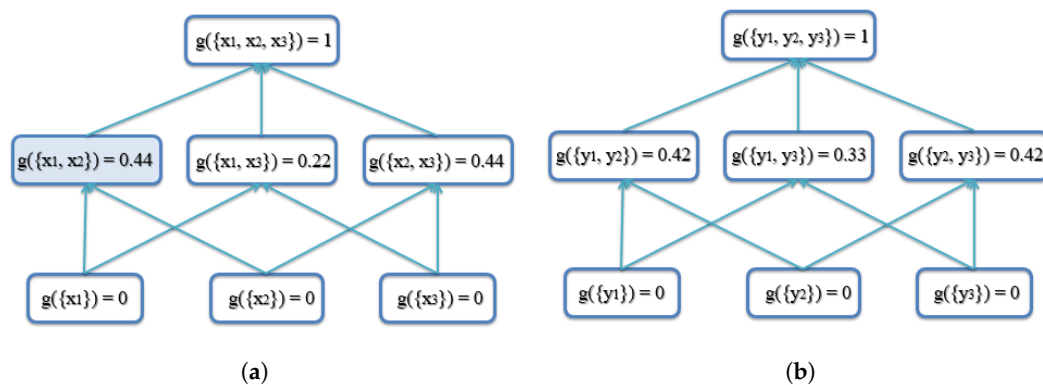 g({x1, x2, x3}) = 1
g({x1, x2}) = 0.44
g({x1, x3}) = 0.22
g({x2, x3}) = 0.44
g({x1}) = 0
g({x2}) = 0
g({x3}) = 0
(a)
g({y1, y2, y3}) = 1
g({y1, y2}) = 0.42
g({y1, y3}) = 0.33
g({y2, y3}) = 0.42
g({y1}) = 0
g({y2}) = 0
g({y3}) = 0
(b)